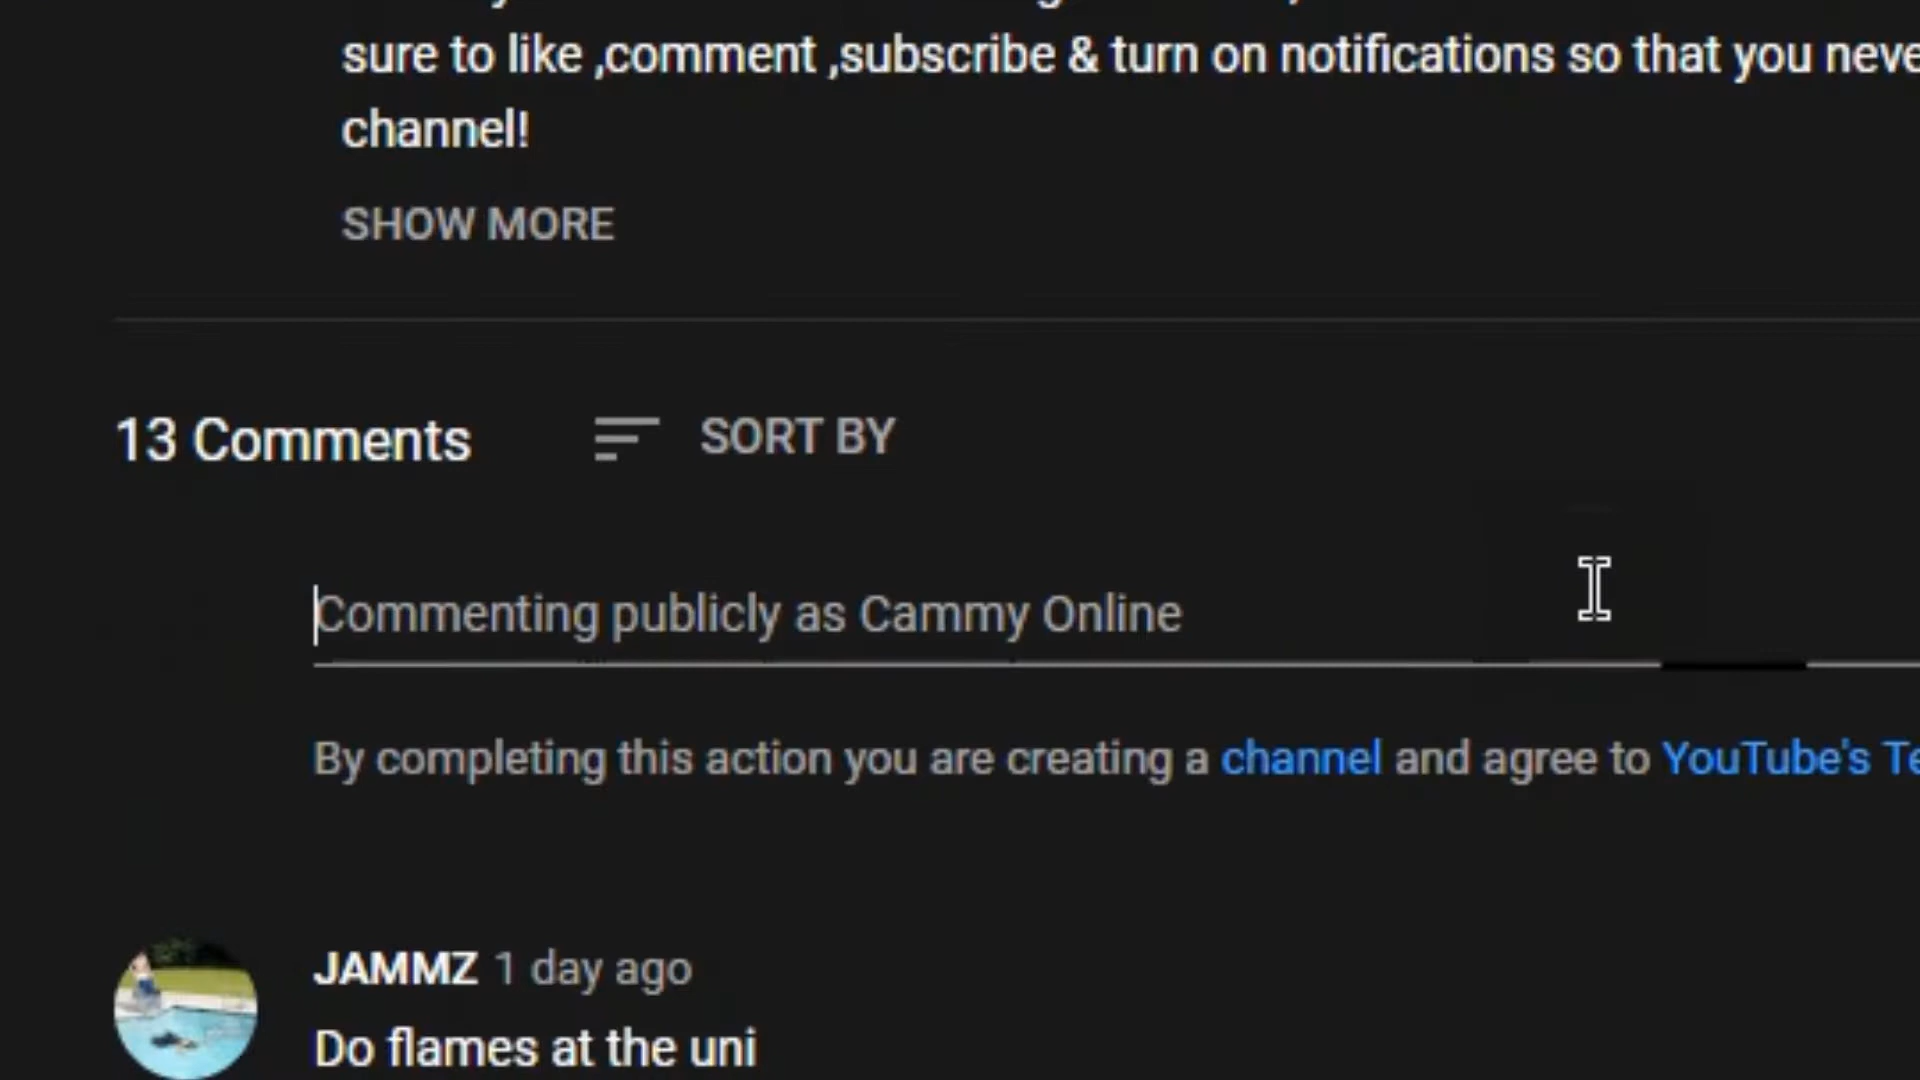 sure to like ,comment ,subscribe & turn on notifications so that you neve
channel!
SHOW MORE
13 Comments SORT BY
Commenting publicly as Cammy Online
By completing this action you are creating a channel and agree to YouTube's Te
JAMMZ 1 day ago
Do flames at the uni